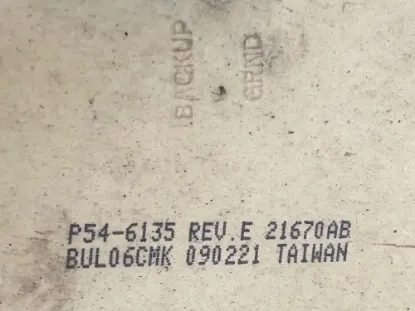 BACKUP
GRND
P54-6135 REV.E 21670AB
BUL06CMK 090221 TAIWAN